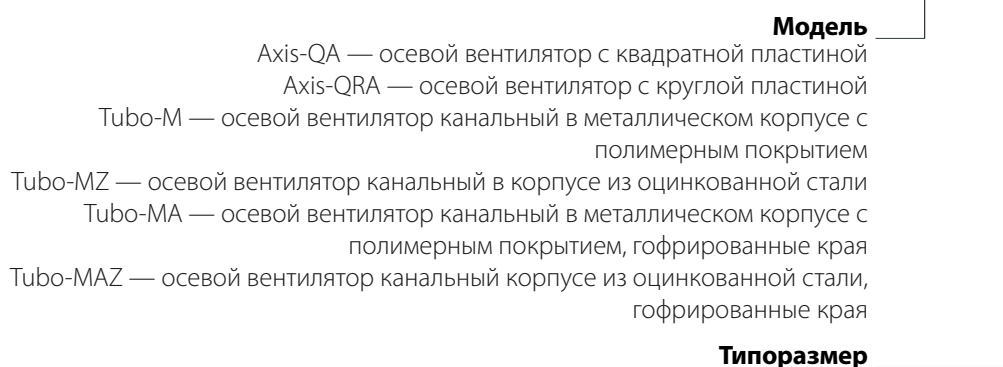 Модель
Axis-QA — осевой вентилятор с квадратной пластиной
Axis-QRA — осевой вентилятор с круглой пластиной
Tubo-M — осевой вентилятор канальный в металлическом корпусе с
полимерным покрытием
Tubo-MZ — осевой вентилятор канальный в корпусе из оцинкованной стали
Tubo-MA — осевой вентилятор канальный в металлическом корпусе с
полимерным покрытием, гофрированные края
Tubo-MAZ — осевой вентилятор канальный корпусе из оцинкованной стали,
гофрированные края
Типоразмер